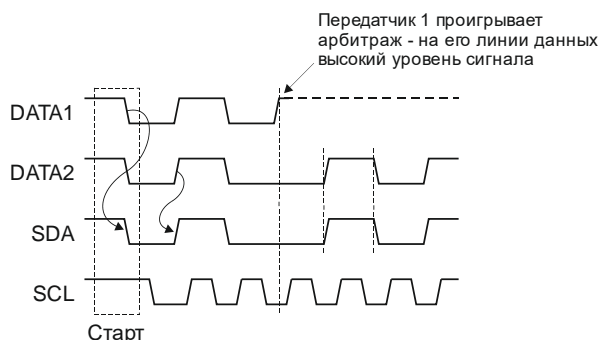 Передатчик 1 проигрывает
арбитраж - на его линии данных
высокий уровень сигнала
DATA1
DATA2
SDA
SCL
Старт